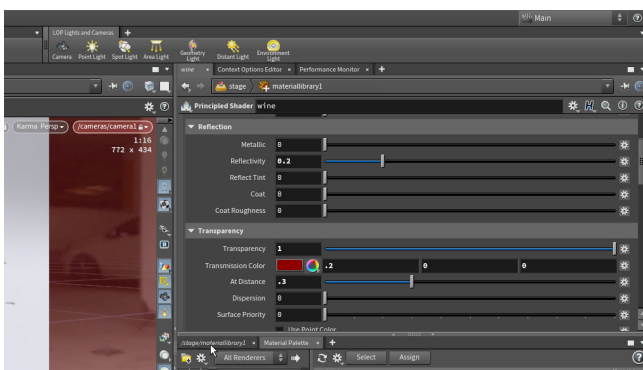 Main
LOP Lights and Cameras
Camera Point Light Spot Light Area Light Geometry Light Distant Light Environment Light
wine Context Options Editor Performance Monitor
stage materiallibrary1
Principled Shader wine
Karma Persp /cameras/camera1
1:16
772 x 434
Reflection
Metallic 0
Reflectivity 0.2
Reflect Tint 0
Coat 0
Coat Roughness 0
Transparency
Transparency 1
Transmission Color .2 0 0
At Distance .3
Dispersion 0
Surface Priority 0
Use Point Color
/stage/materiallibrary1 Material Palette
All Renderers Select Assign